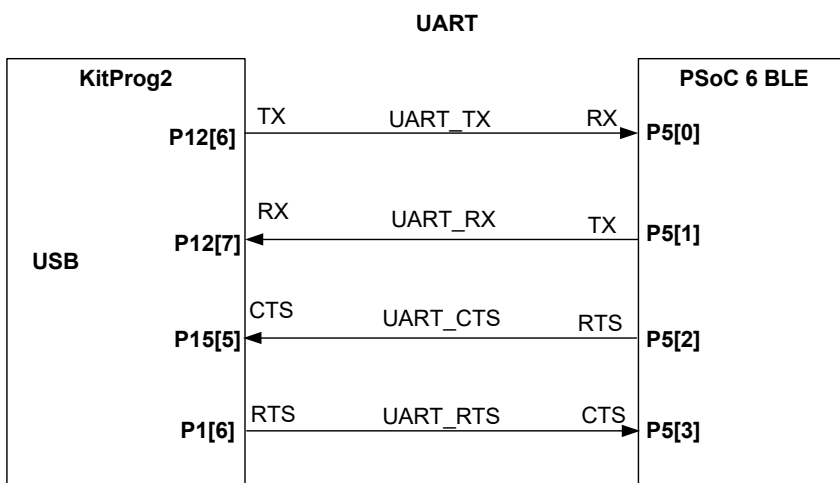 UART
KitProg2 PSoC 6 BLE
TX UART_TX RX
P12[6] P5[0]
RX UART_RX TX
P12[7] P5[1]
USB
CTS UART_CTS RTS
P15[5] P5[2]
RTS UART_RTS CTS
P1[6] P5[3]